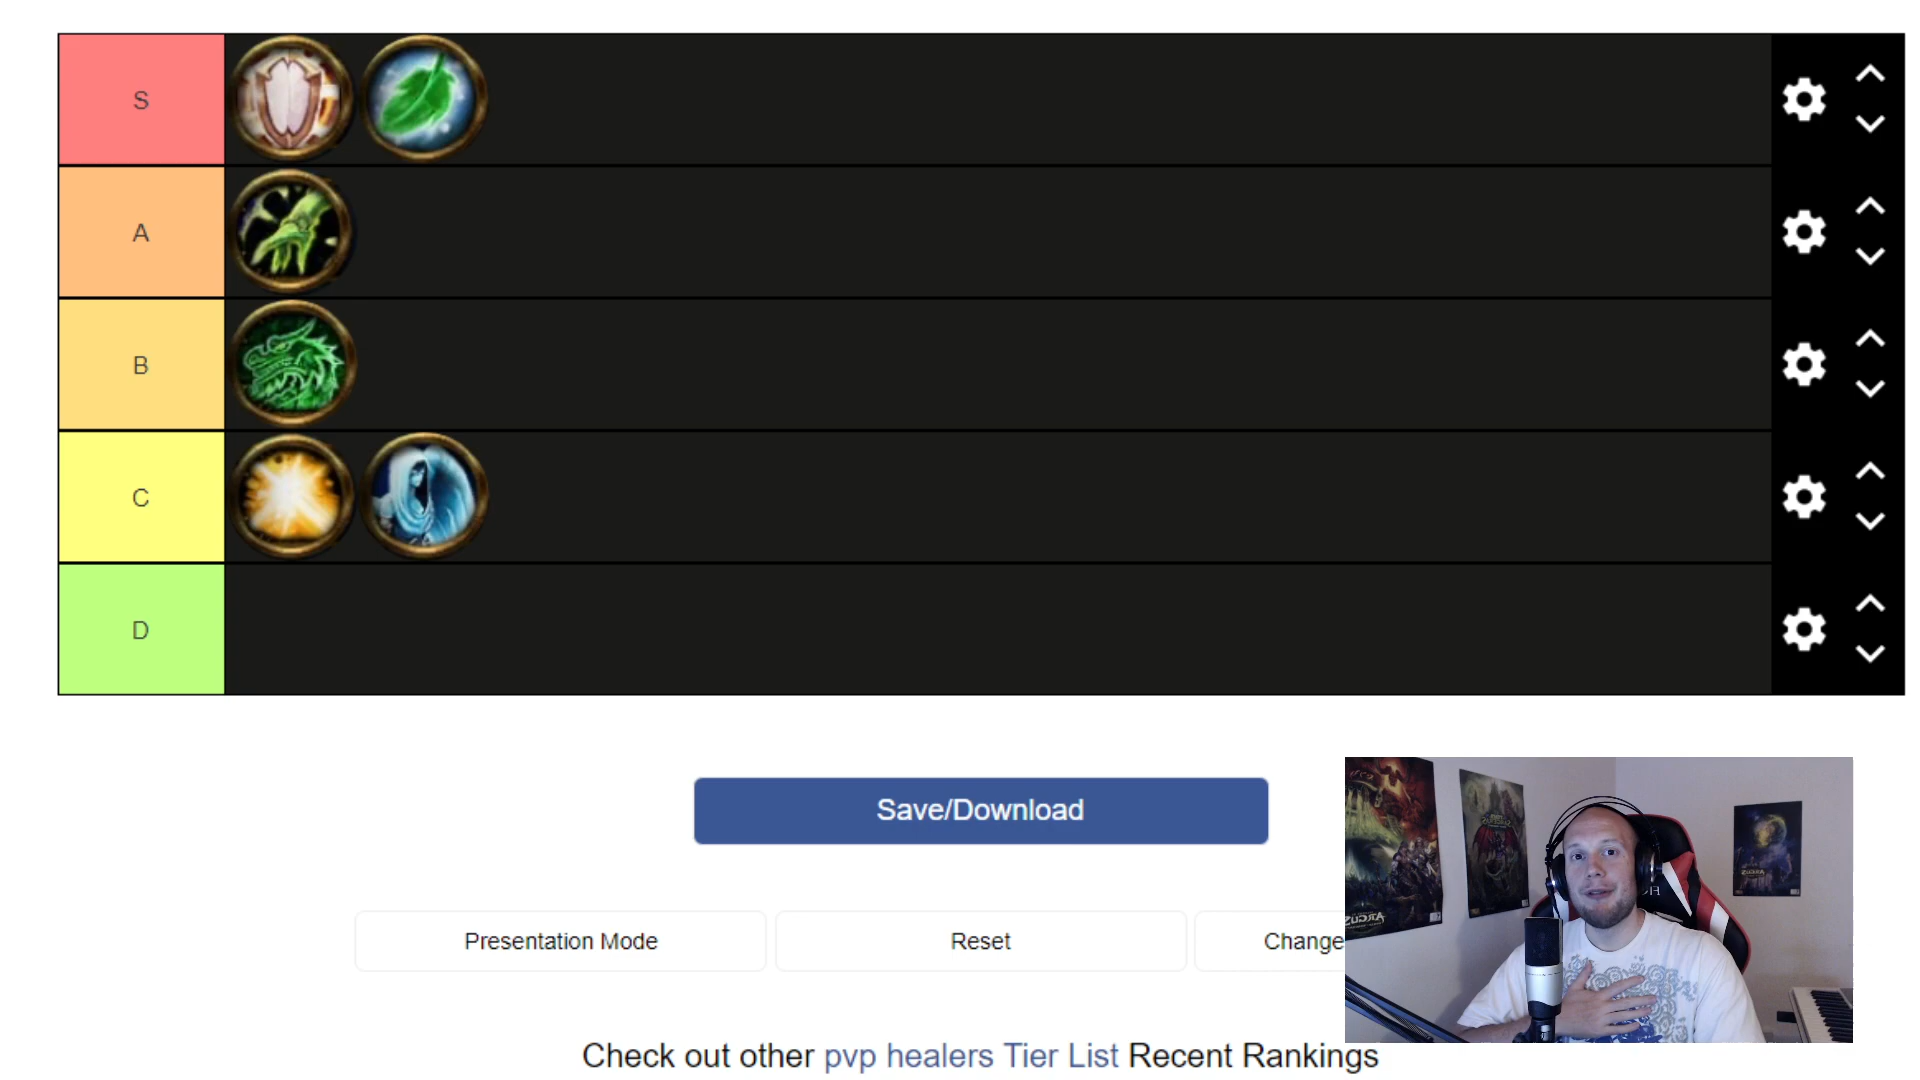 S
A
B
C
D
Save/Download
Presentation Mode
Reset
Change
Check out other pvp healers Tier List Recent Rankings